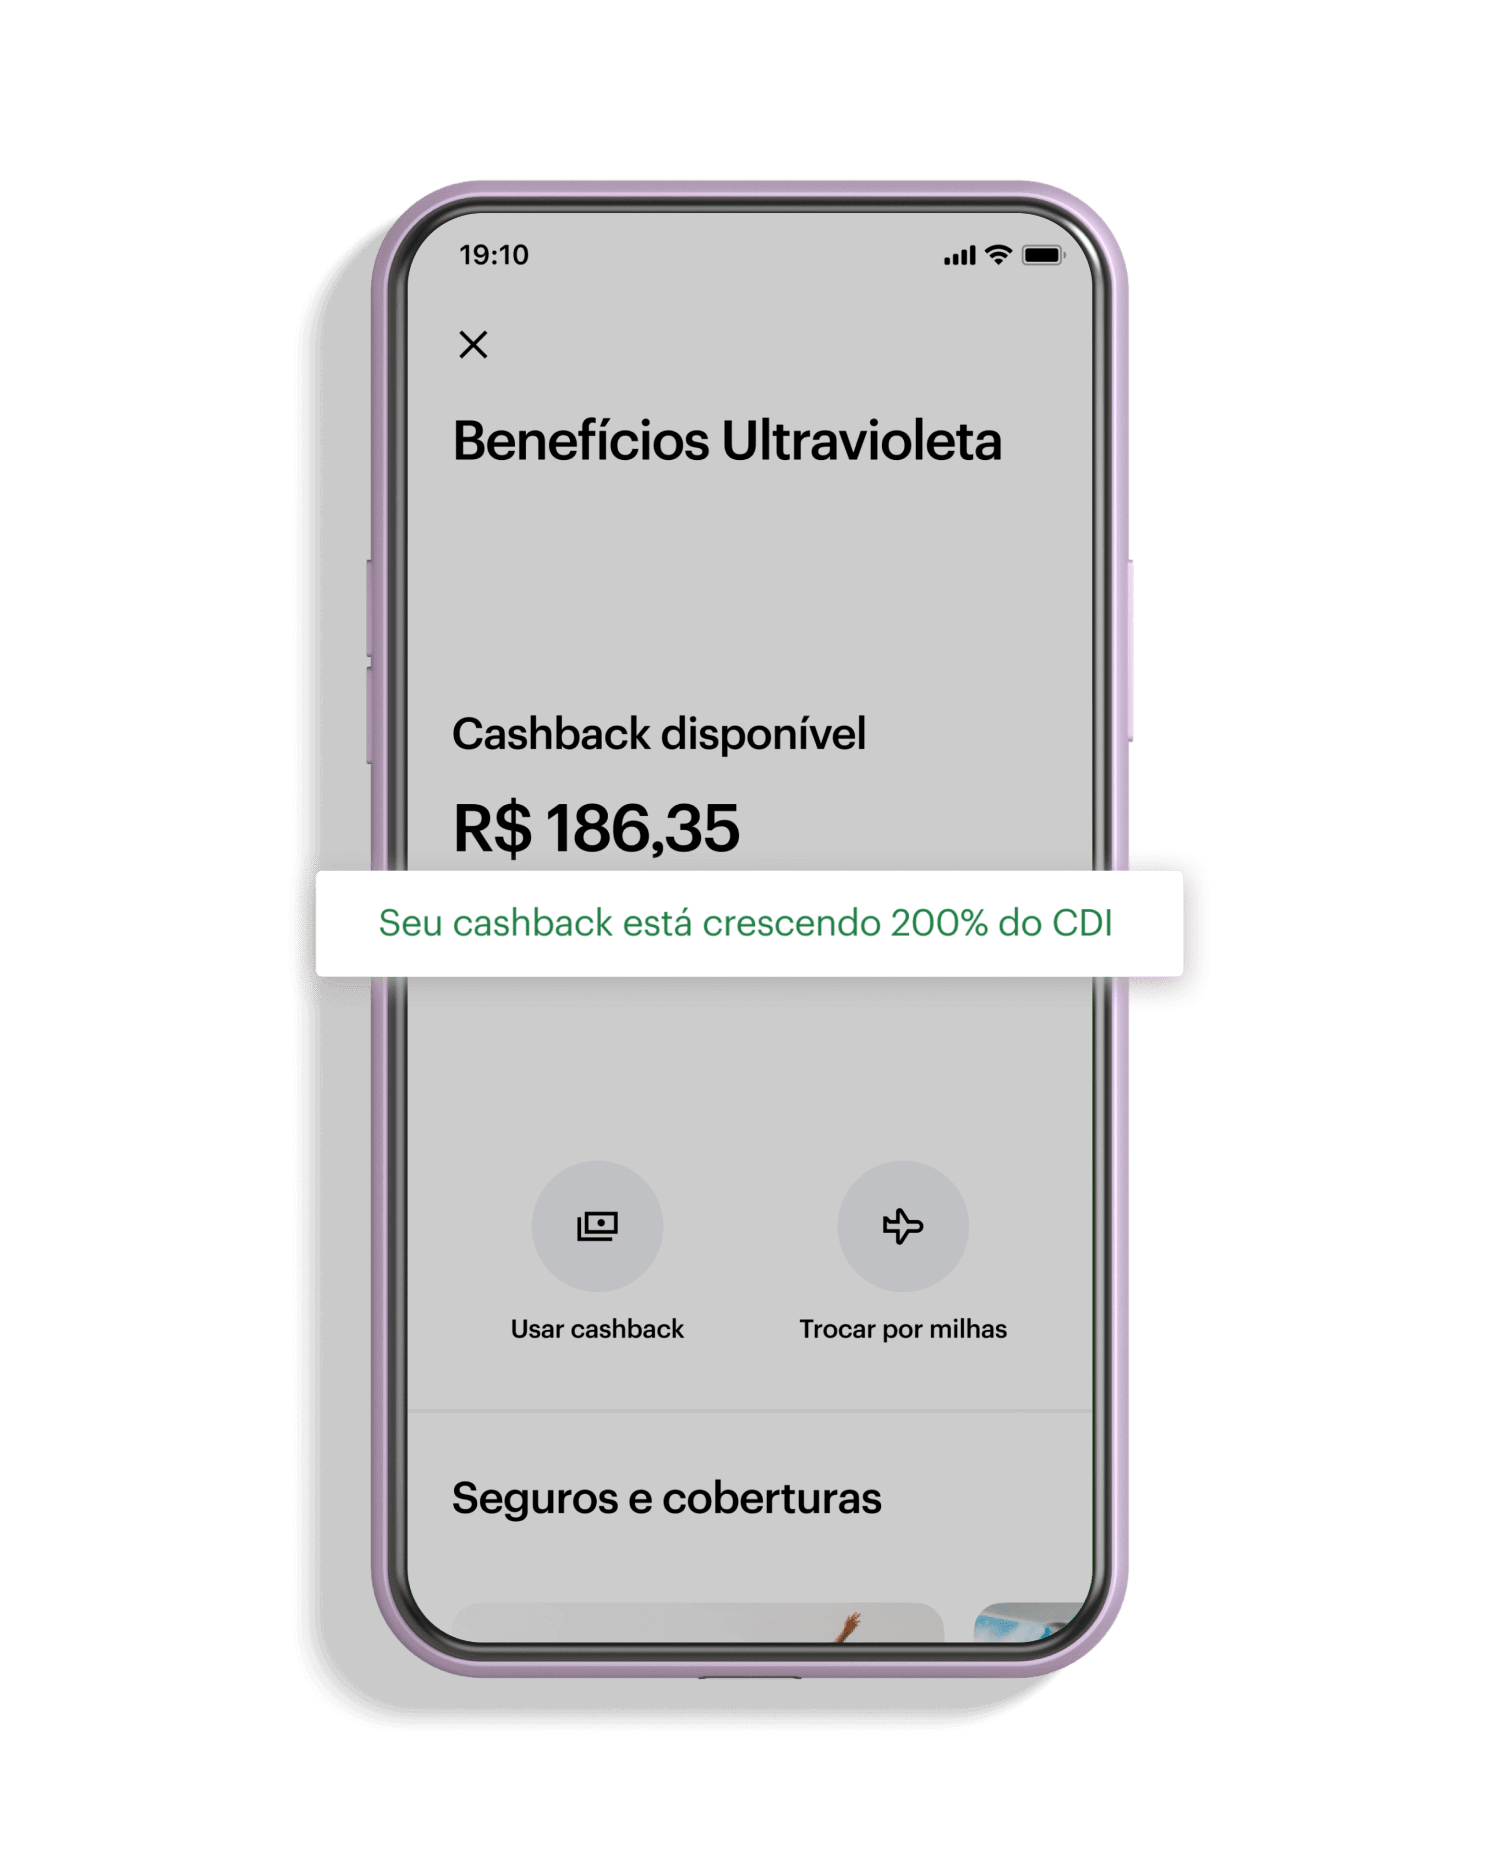 19:10
Benefícios Ultravioleta
Cashback disponível
R$ 186,35
Seu cashback está crescendo 200% do CDI
Usar cashback
Trocar por milhas
Seguros e coberturas